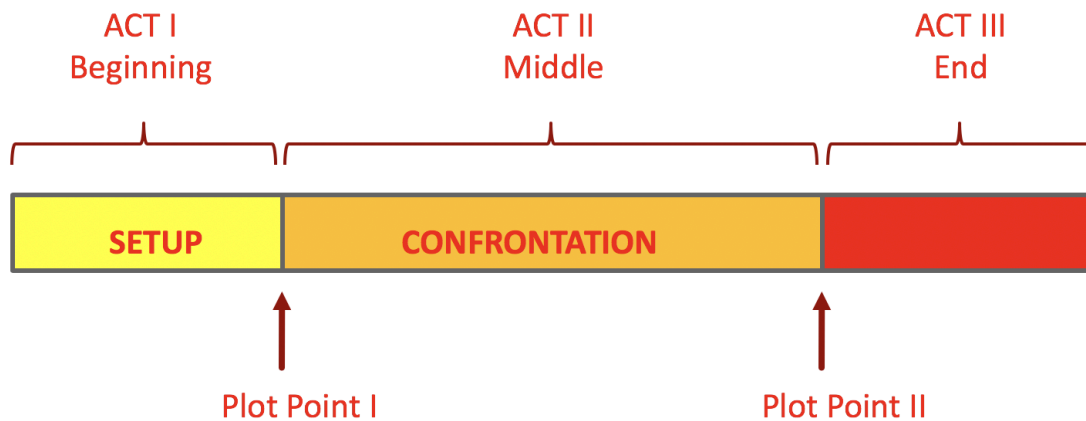 ACT I
Beginning
ACT II
Middle
ACT III
End
SETUP
CONFRONTATION
Plot Point I
Plot Point II